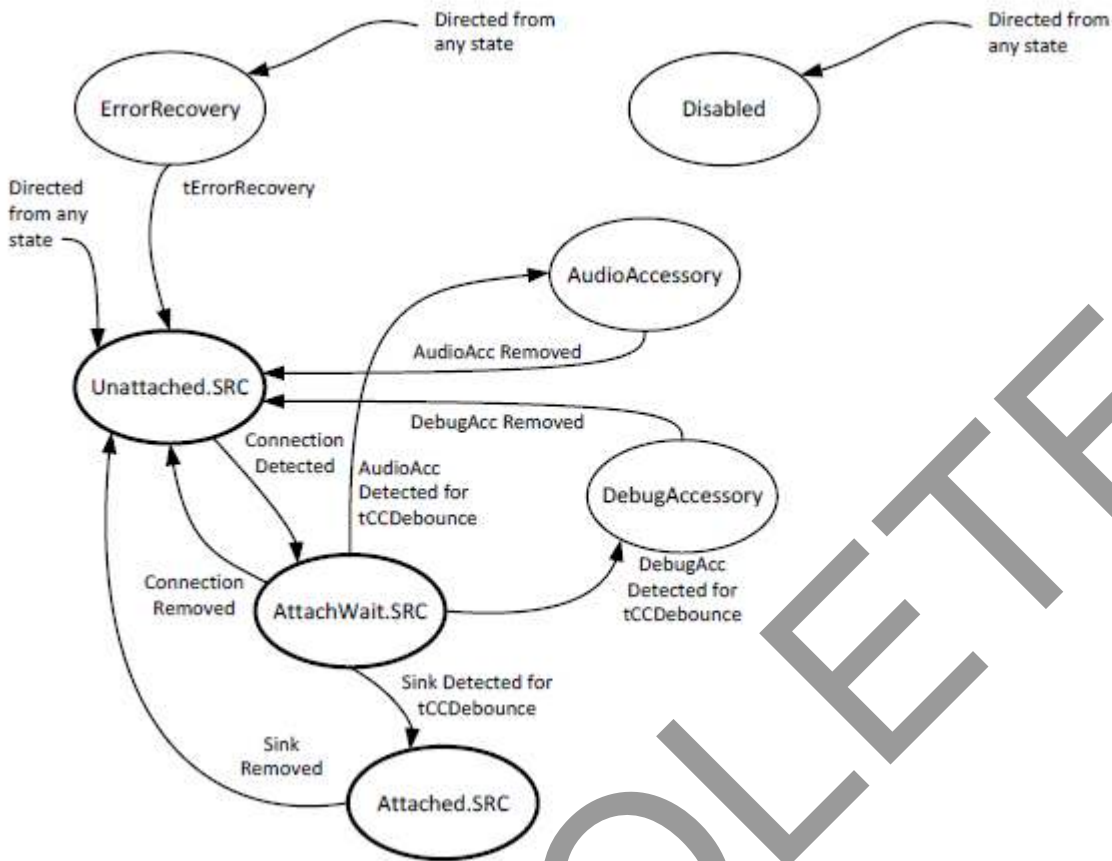 Directed from
any state
Directed from
any state
ErrorRecovery
Disabled
Directed
from any
state
tErrorRecovery
AudioAccessory
AudioAcc Removed
Unattached.SRC
DebugAcc Removed
Connection
Detected
AudioAcc
Detected for
tCCDebounce
DebugAccessory
DebugAcc
Detected for
tCCDebounce
Connection
Removed
AttachWait.SRC
Sink Detected for
tCCDebounce
Sink
Removed
Attached.SRC
OLETE